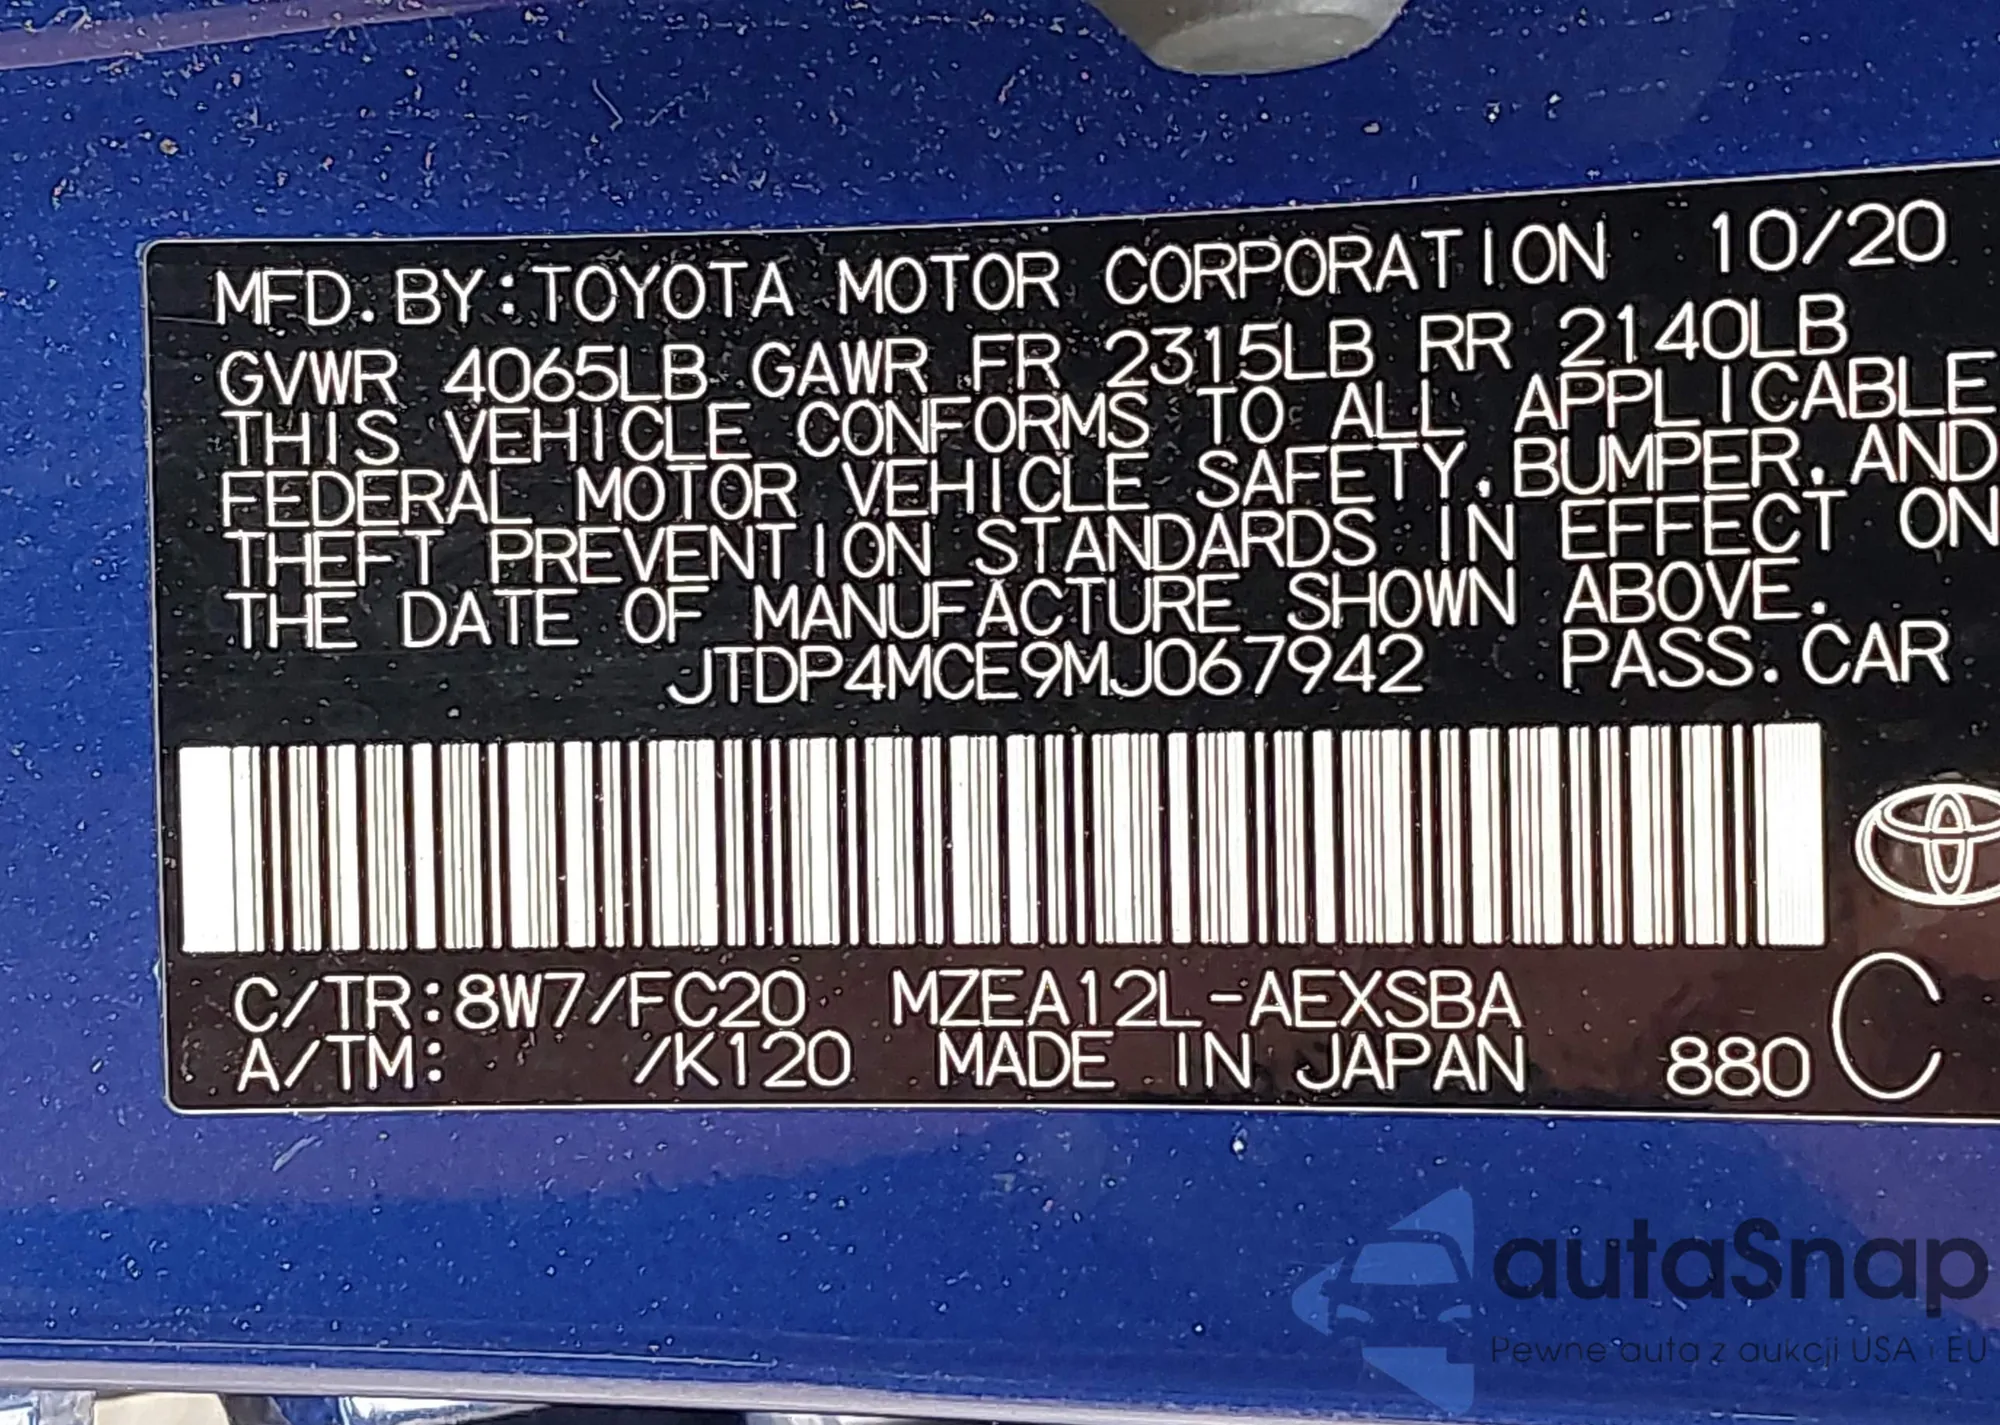 MFD. BY: TOYOTA MOTOR CORPORATION 10/20
GVWR 4065LB GAWR FR 2315LB RR 2140LB
THIS VEHICLE CONFORMS TO ALL APPLICABLE
FEDERAL MOTOR VEHICLE SAFETY, BUMPER, AND
THEFT PREVENTION STANDARDS IN EFFECT ON
THE DATE OF MANUFACTURE SHOWN ABOVE.
JTDP4MCE9MJ067942 PASS. CAR
C/TR: 8W7/FC20 MZEA12L-AEXSBA C
A/TM: /K120 MADE IN JAPAN 880
autaSnap
Pewne auta z aukcji USA i EU